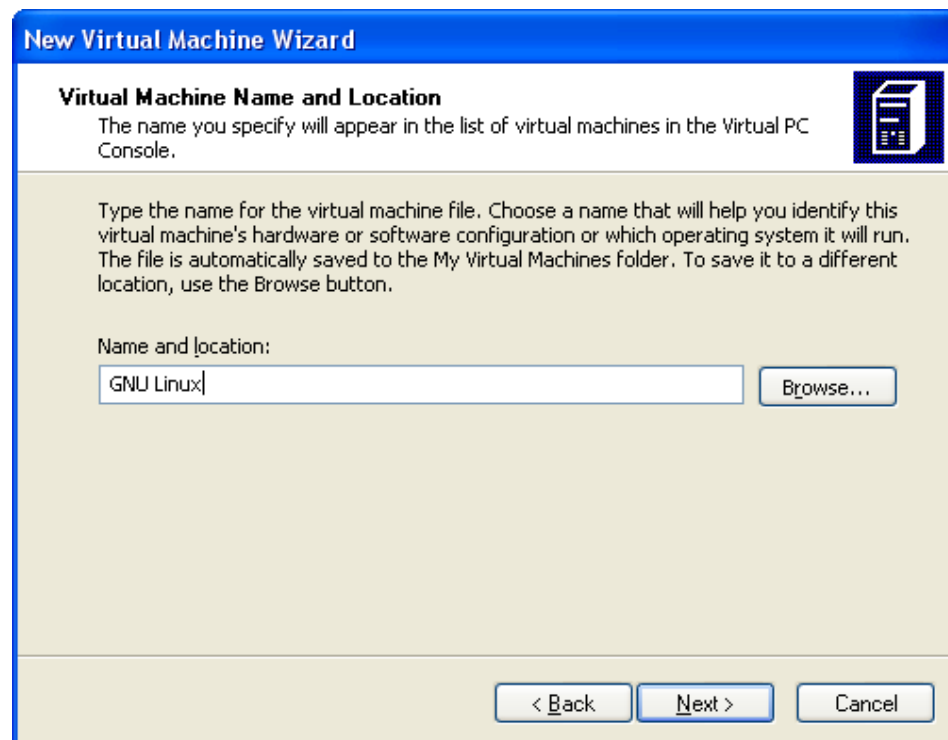 New Virtual Machine Wizard
Virtual Machine Name and Location
The name you specify will appear in the list of virtual machines in the Virtual PC
Console.
Type the name for the virtual machine file. Choose a name that will help you identify this
virtual machine's hardware or software configuration or which operating system it will run.
The file is automatically saved to the My Virtual Machines folder. To save it to a different
location, use the Browse button.
Name and location:
GNU Linux
Browse...
< Back
Next >
Cancel